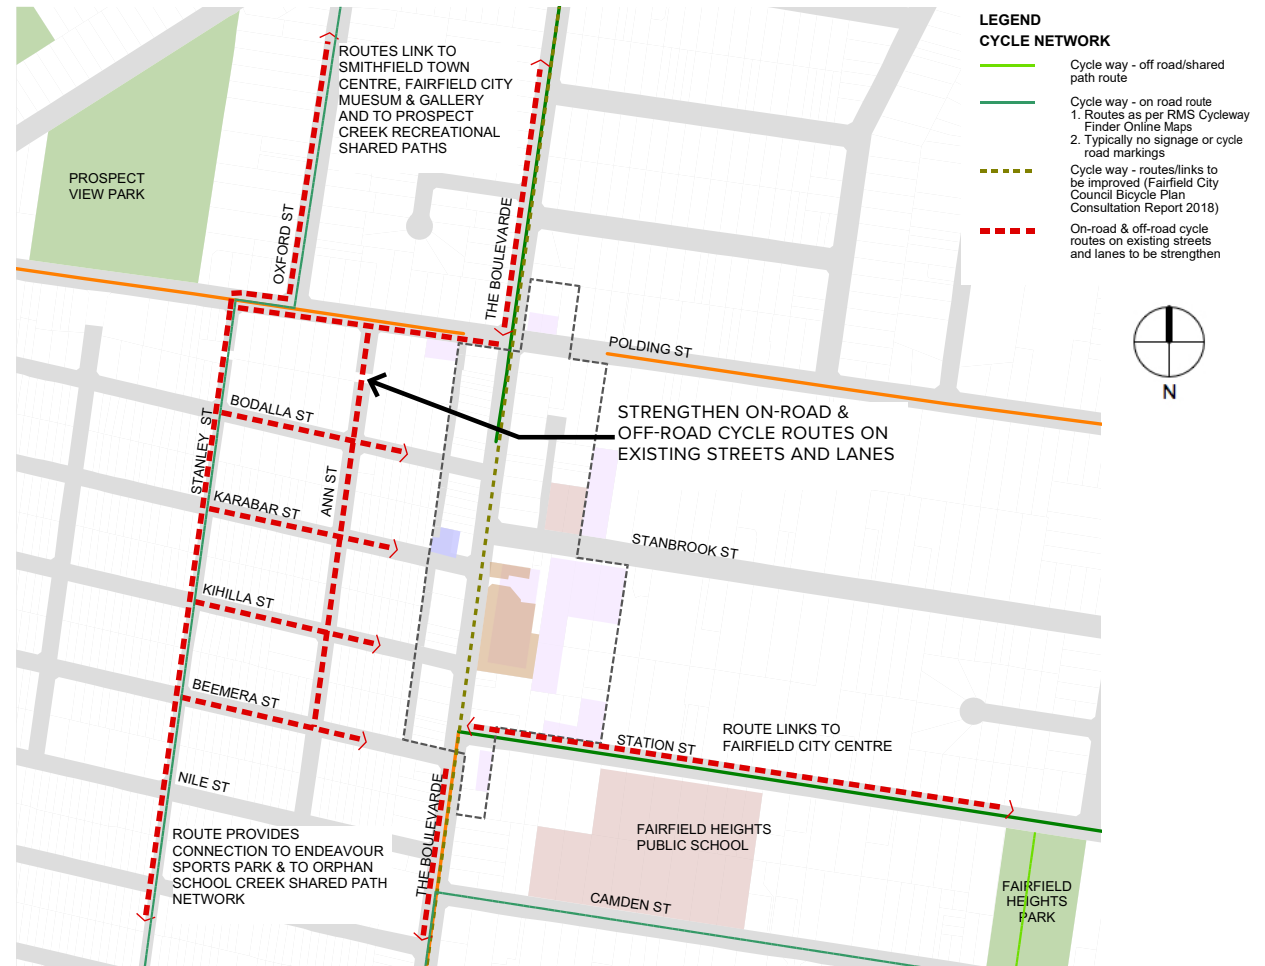 LEGEND
CYCLE NETWORK
Cycle way - off road/shared
path route
Cycle way - on road route
1. Routes as per RMS Cycleway
Finder Online Maps
2. Typically no signage or cycle
road markings
Cycle way - routes/links to
be improved (Fairfield City
Council Bicycle Plan
Consultation Report 2018)
On-road & off-road cycle
routes on existing streets
and lanes to be strengthen
N
ROUTES LINK TO
SMITHFIELD TOWN
CENTRE, FAIRFIELD CITY
MUESUM & GALLERY
AND TO PROSPECT
CREEK RECREATIONAL
SHARED PATHS
PROSPECT
VIEW PARK
OXFORD ST
THE BOULEVARDE
POLDING ST
STRENGTHEN ON-ROAD &
OFF-ROAD CYCLE ROUTES ON
EXISTING STREETS AND LANES
BODALLA ST
STANLEY ST
ANN ST
KARABAR ST
STANBROOK ST
KIHILLA ST
BEEMERA ST
STATION ST
ROUTE LINKS TO
FAIRFIELD CITY CENTRE
NILE ST
THE BOULEVARDE
ROUTE PROVIDES
CONNECTION TO ENDEAVOUR
SPORTS PARK & TO ORPHAN
SCHOOL CREEK SHARED PATH
NETWORK
FAIRFIELD HEIGHTS
PUBLIC SCHOOL
CAMDEN ST
FAIRFIELD
HEIGHTS
PARK